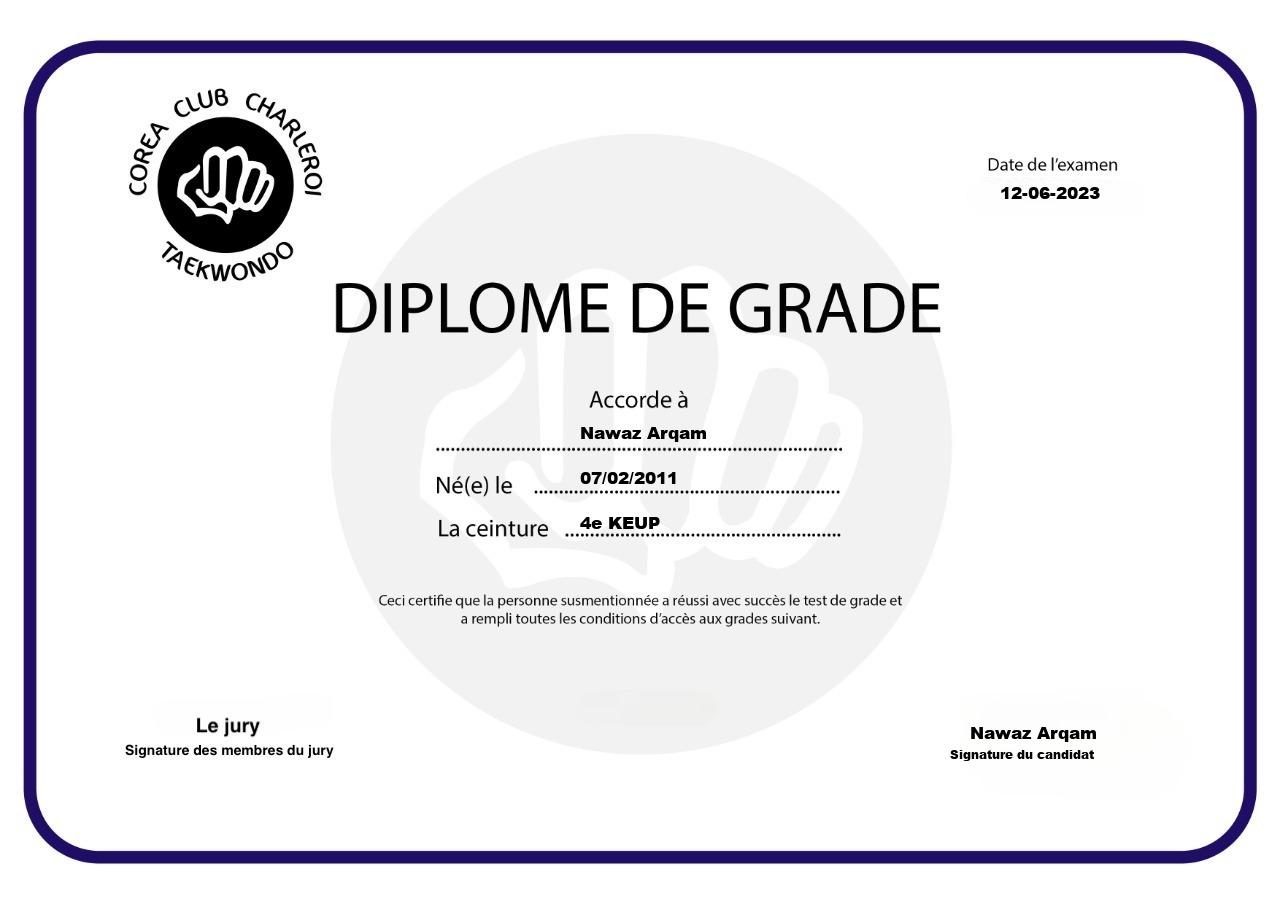 COREA CLUB CHARLEROI
TAEKWONDO
Date de l'examen
12-06-2023
DIPLOME DE GRADE
Accorde à
Nawaz Arqam
Né(e) le 07/02/2011
La ceinture 4e KEUP
Ceci certifie que la personne susmentionnée a réussi avec succès le test de grade et
a rempli toutes les conditions d'accès aux grades suivant.
Le jury
Signature des membres du jury
Nawaz Arqam
Signature du candidat